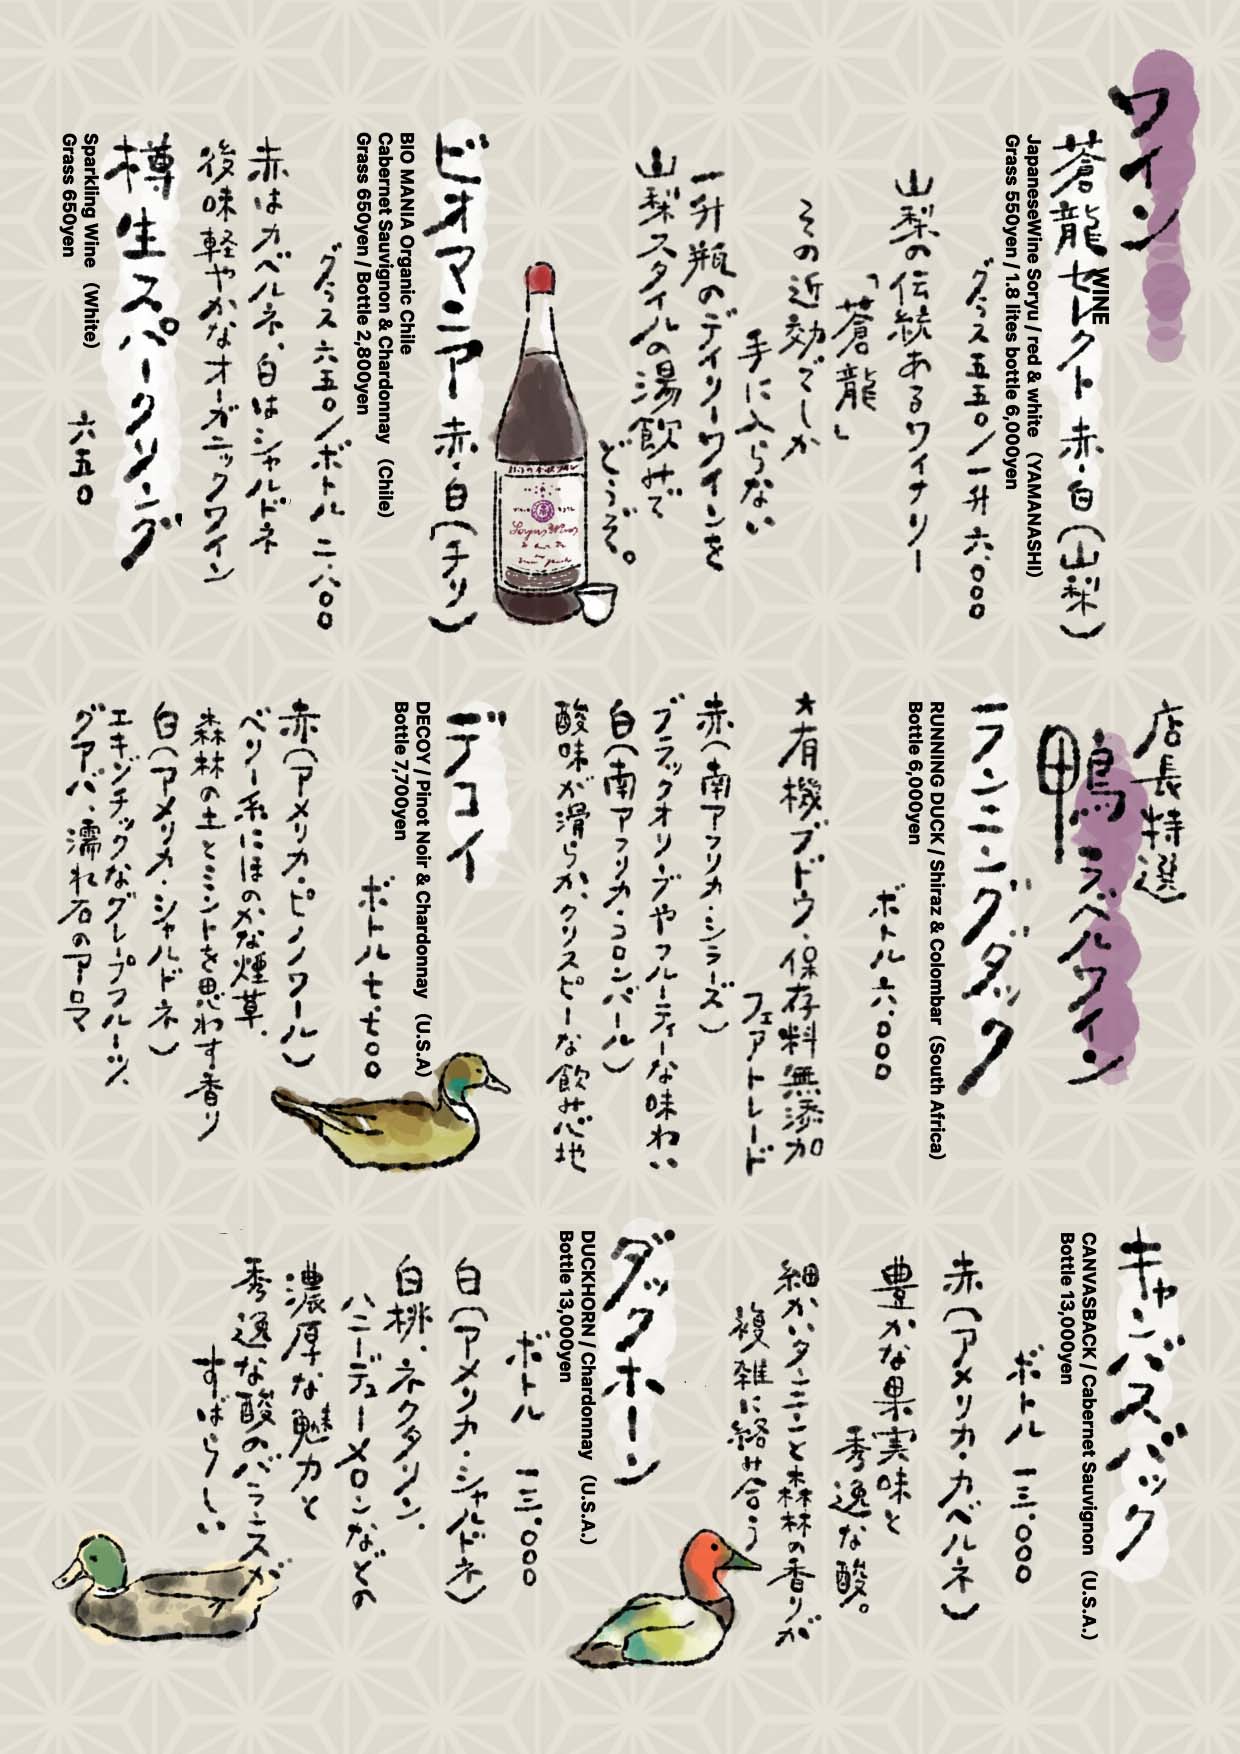 ワイン
WINE
蒼龍セレクト 赤・白(山梨)
JapaneseWine Soryu / red & white (YAMANASHI)
Grass 550yen / 1.8 lites bottle 6,000yen
グラス五五〇/一升 六、〇〇〇
山梨の伝統あるワイナリー
「蒼龍」
その近効でしか
手に入らない
一升瓶のデイリーワインを
山梨スタイルの湯飲みで
どうぞ。
ビオマニア 赤・白(チリ)
BIO MANIA Organic Chile
Cabernet Sauvignon & Chardonnay (Chile)
Grass 650yen / Bottle 2,800yen
グラス 六五〇/ボトル 二、八〇〇
赤はカベルネ、白はシャルドネ
後味軽やかなオーガニックワイン
樽生スパークリング
Sparkling Wine (White)
Grass 650yen
六五〇
店長特選
鴨ラベルワイン
ランニングダック
RUNNING DUCK / Shiraz & Colombar (South Africa)
Bottle 6,000yen
ボトル 六、〇〇〇
★有機ブドウ、保存料無添加
フェアトレード
赤(南アフリカ・シラーズ)
ブラックオリーブやフルーティーな味わい
白(南アフリカ・コロンバール)
酸味が滑らか、クリスピーな飲み心地
デコイ
DECOY / Pinot Noir & Chardonnay (U.S.A)
Bottle 7,700yen
ボトル 七、七〇〇
赤(アメリカ・ピノノワール)
ベリー系にほのかな煙草、
森林の土とミントを思わす香り
白(アメリカ・シャルドネ)
エキゾチックなグレープフルーツ、
グアバ、濡れ石のアロマ
キャンバスバック
CANVASBACK / Cabernet Sauvignon (U.S.A.)
Bottle 13,000yen
ボトル 一三、〇〇〇
赤(アメリカ・カベルネ)
豊かな果実味と
秀逸な酸。
細かいタンニンと森林の香りが
複雑に絡み合う
ダックホーン
DUCKHORN / Chardonnay (U.S.A.)
Bottle 13,000yen
ボトル 一三、〇〇〇
白(アメリカ・シャルドネ)
白桃、ネクタリン、
ハニーデューメロンなどの
濃厚な魅力と
秀逸な酸のバランスが
すばらしい